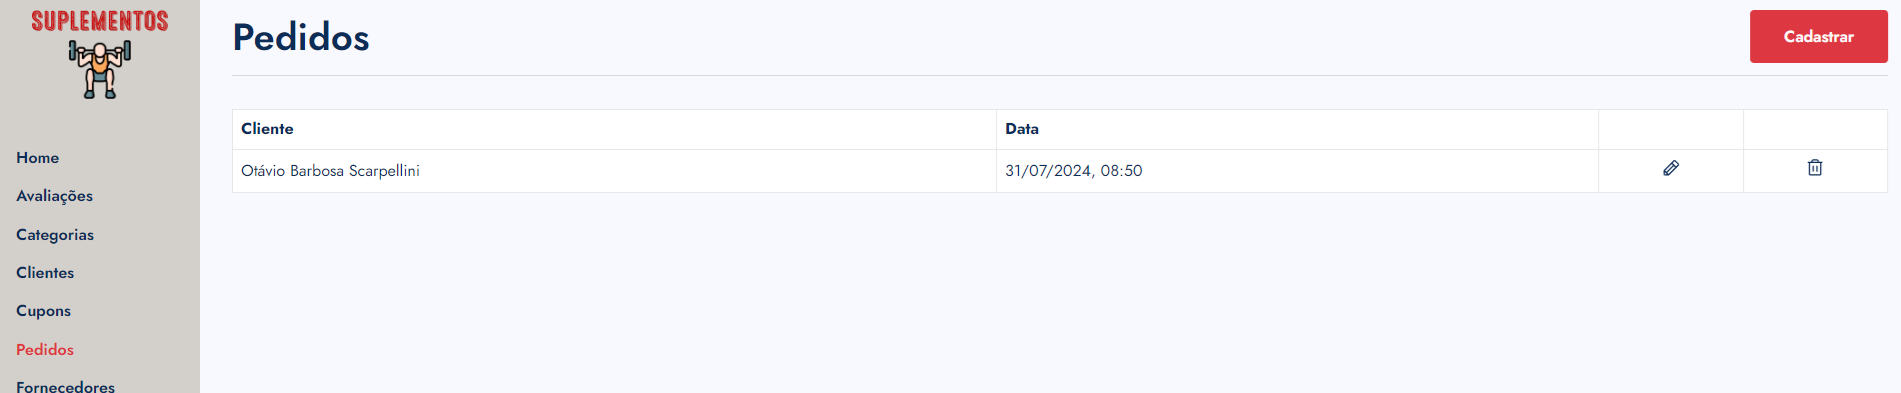 SUPLEMENTOS
Home
Avaliações
Categorias
Clientes
Cupons
Pedidos
Fornecedores
Pedidos
Cadastrar
Cliente Data
Otávio Barbosa Scarpellini 31/07/2024, 08:50